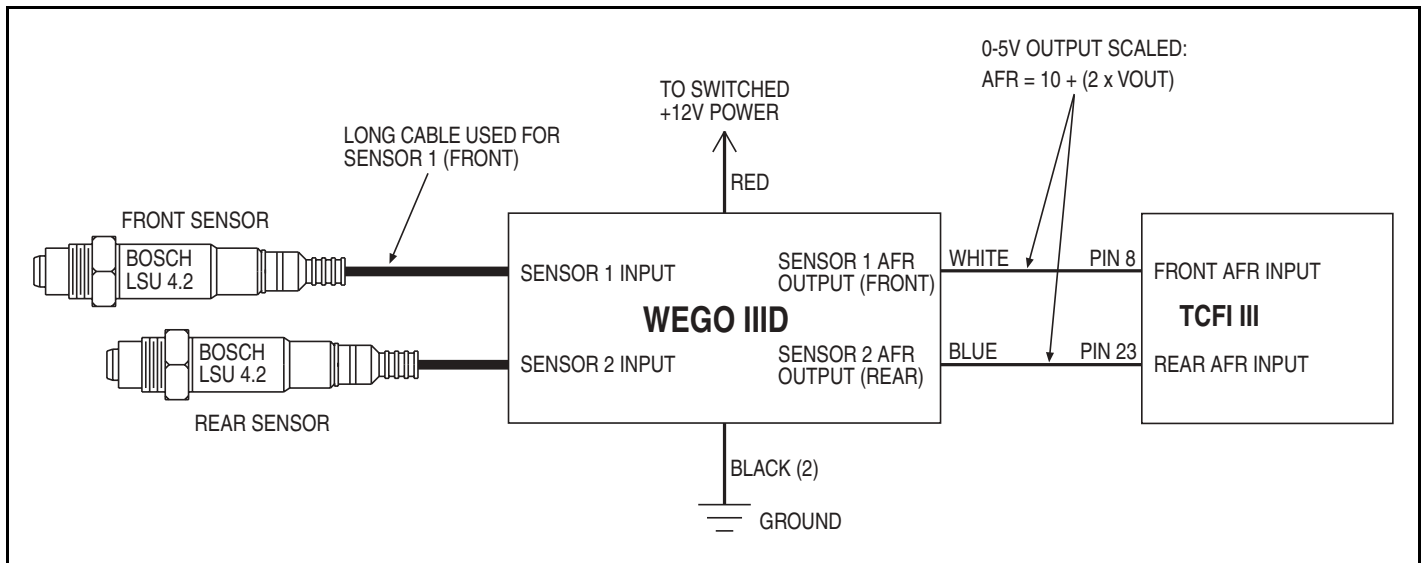 0-5V OUTPUT SCALED:
AFR = 10 + (2 x VOUT)
TO SWITCHED
+12V POWER
LONG CABLE USED FOR
SENSOR 1 (FRONT)
RED
FRONT SENSOR
BOSCH
LSU 4.2
SENSOR 1 INPUT
SENSOR 1 AFR
OUTPUT (FRONT)
WHITE
PIN 8
FRONT AFR INPUT
WEGO IIID
TCFI III
BOSCH
LSU 4.2
SENSOR 2 INPUT
SENSOR 2 AFR
OUTPUT (REAR)
BLUE
PIN 23
REAR AFR INPUT
REAR SENSOR
BLACK (2)
GROUND